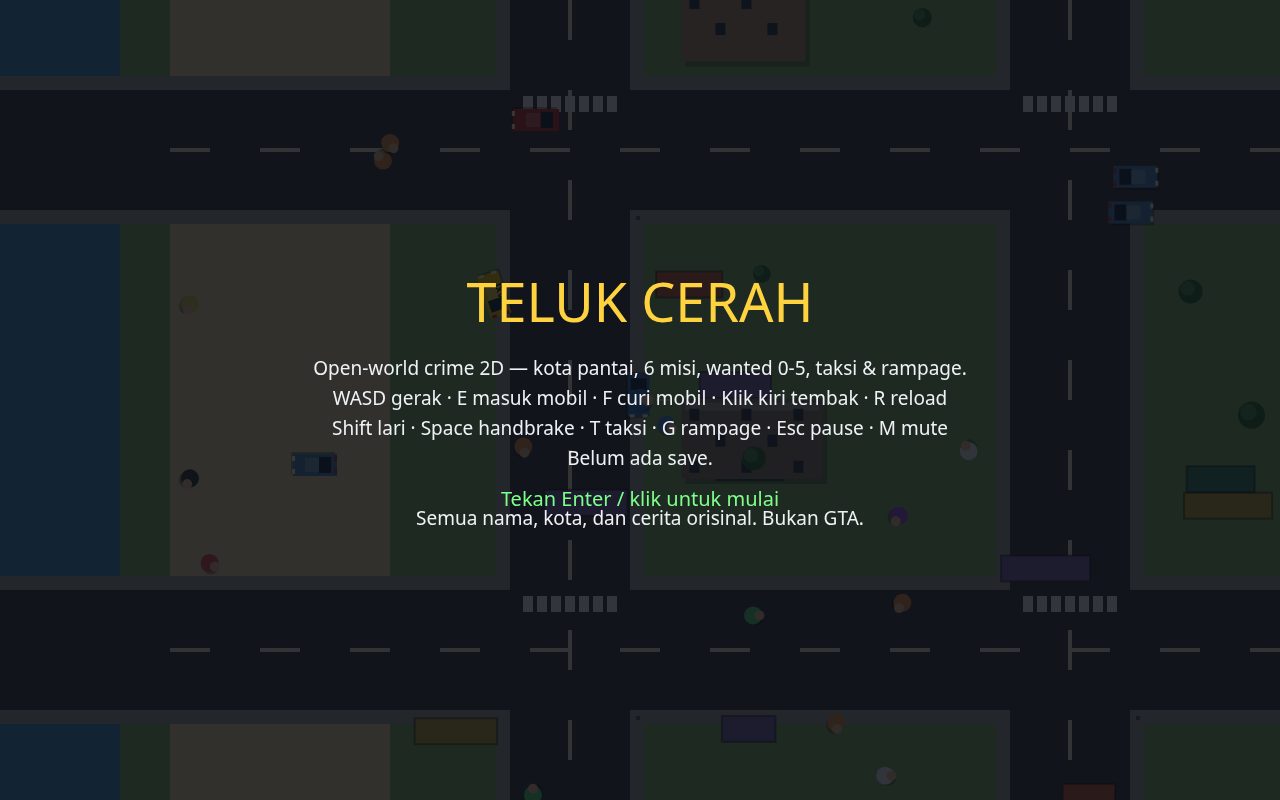 TELUK CERAH
Open-world crime 2D — kota pantai, 6 misi, wanted 0-5, taksi & rampage.
WASD gerak · E masuk mobil · F curi mobil · Klik kiri tembak · R reload
Shift lari · Space handbrake · T taksi · G rampage · Esc pause · M mute
Belum ada save.
Tekan Enter / klik untuk mulai
Semua nama, kota, dan cerita orisinal. Bukan GTA.